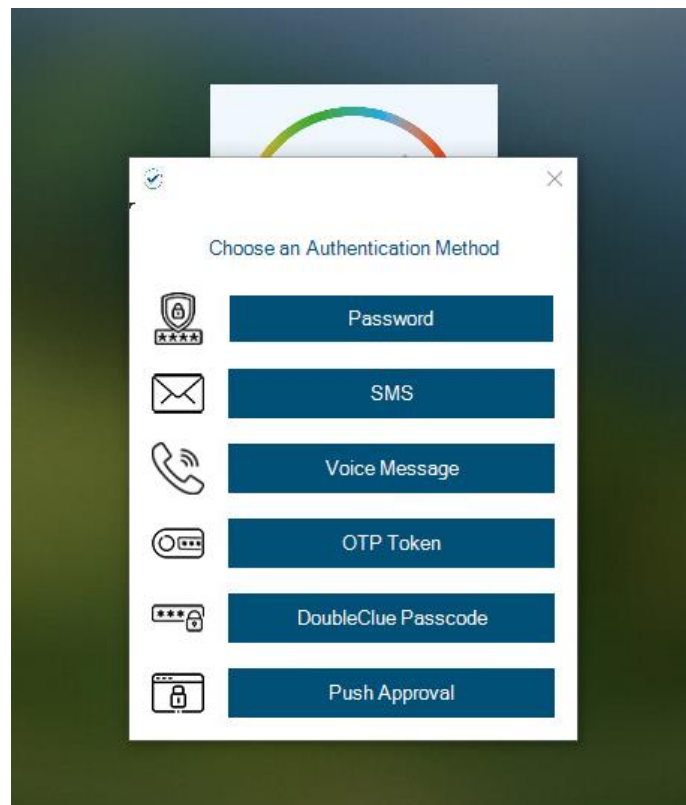 Choose an Authentication Method
Password
SMS
Voice Message
OTP Token
DoubleClue Passcode
Push Approval